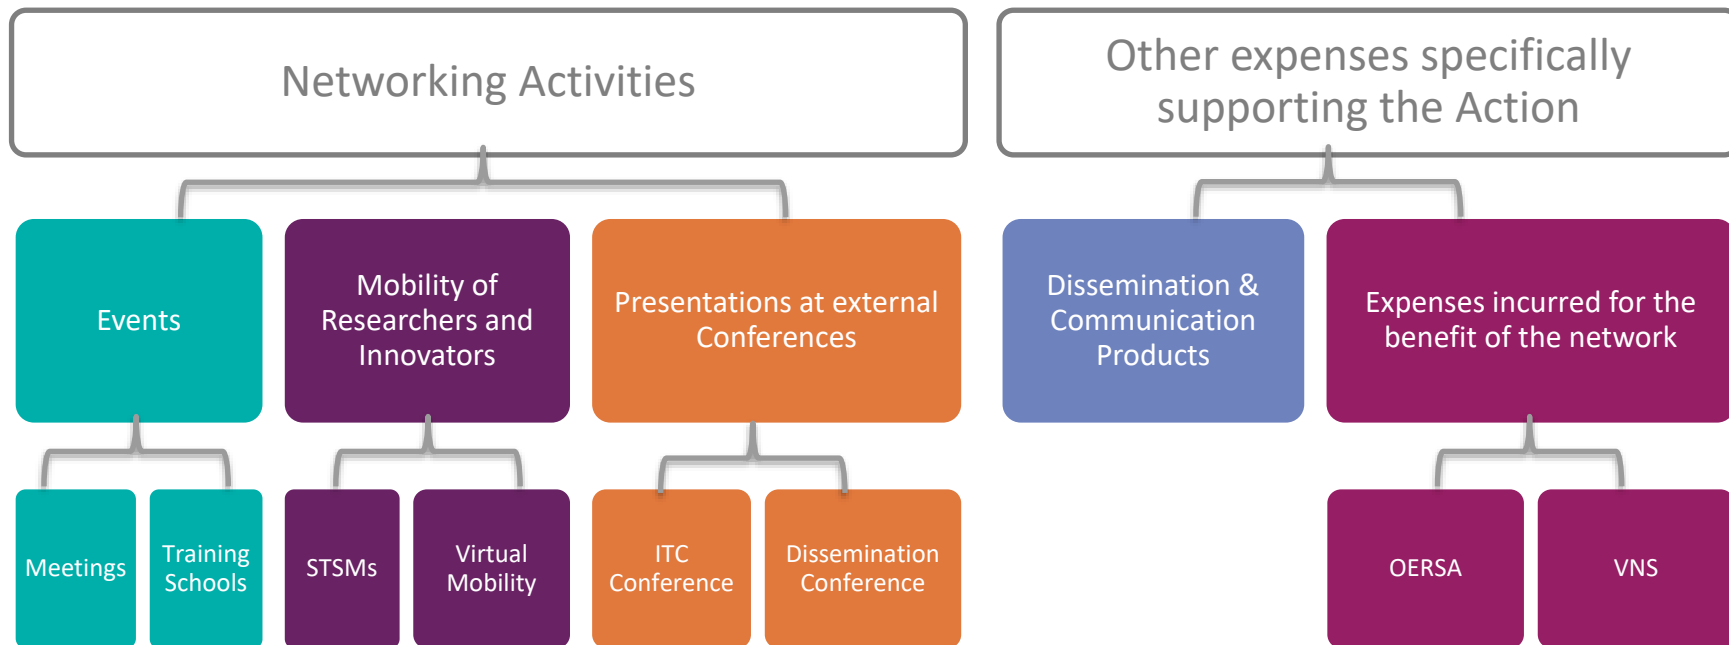 Networking Activities
Other expenses specifically
supporting the Action
Events
Mobility of
Researchers and
Innovators
Presentations at external
Conferences
Dissemination &
Communication
Products
Expenses incurred for the
benefit of the network
Meetings
Training
Schools
STSMs
Virtual
Mobility
ITC
Conference
Dissemination
Conference
OERSA
VNS